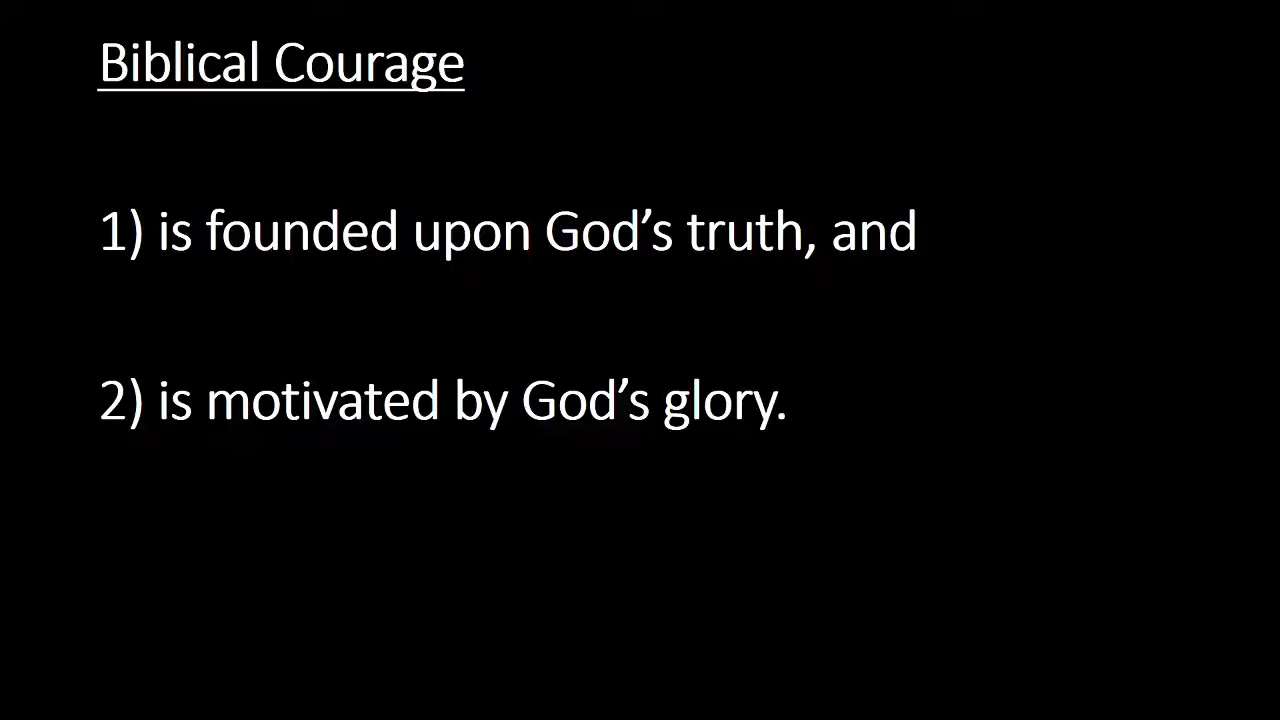 Biblical Courage
1) is founded upon God’s truth, and
2) is motivated by God’s glory.